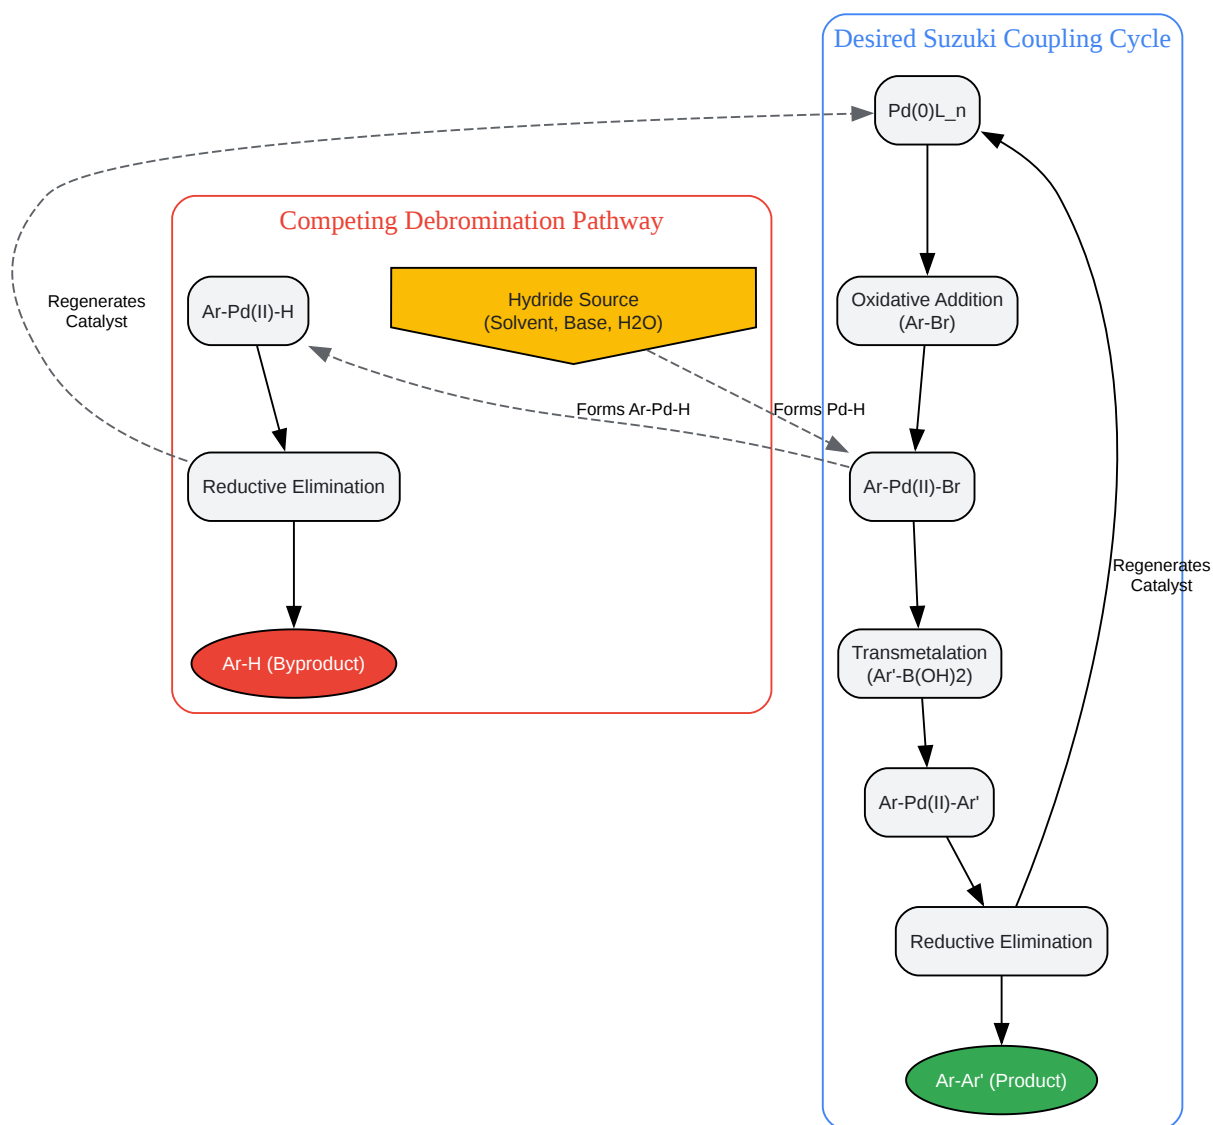 Desired Suzuki Coupling Cycle
Pd(0)L_n
Competing Debromination Pathway
Hydride Source
(Solvent, Base, H2O)
Ar-Pd(II)-H
Oxidative Addition
(Ar-Br)
Regenerates
Catalyst
Forms Ar-Pd-H
Forms Pd-H
Reductive Elimination
Ar-Pd(II)-Br
Regenerates
Catalyst
Ar-H (Byproduct)
Transmetalation
(Ar'-B(OH)2)
Ar-Pd(II)-Ar'
Reductive Elimination
Ar-Ar' (Product)